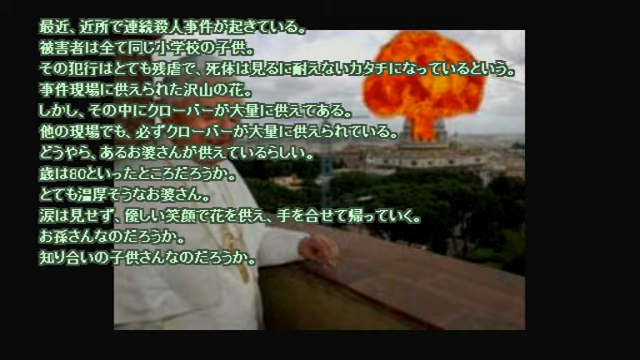 最近、近所で連続殺人事件が起きている。
被害者は全て同じ小学校の子供。
その犯行はとても残虐で、死体は見るに耐えないカタチになっているという。
事件現場に供えられた沢山の花。
しかし、その中にクローバーが大量に供えてある。
他の現場でも、必ずクローバーが大量に供えられている。
どうやら、あるお婆さんが供えているらしい。
歳は80といったところだろうか。
とても温厚そうなお婆さん。
涙は見せず、優しい笑顔で花を供え、手を合せて帰っていく。
お孫さんなのだろうか。
知り合いの子供さんなのだろうか。